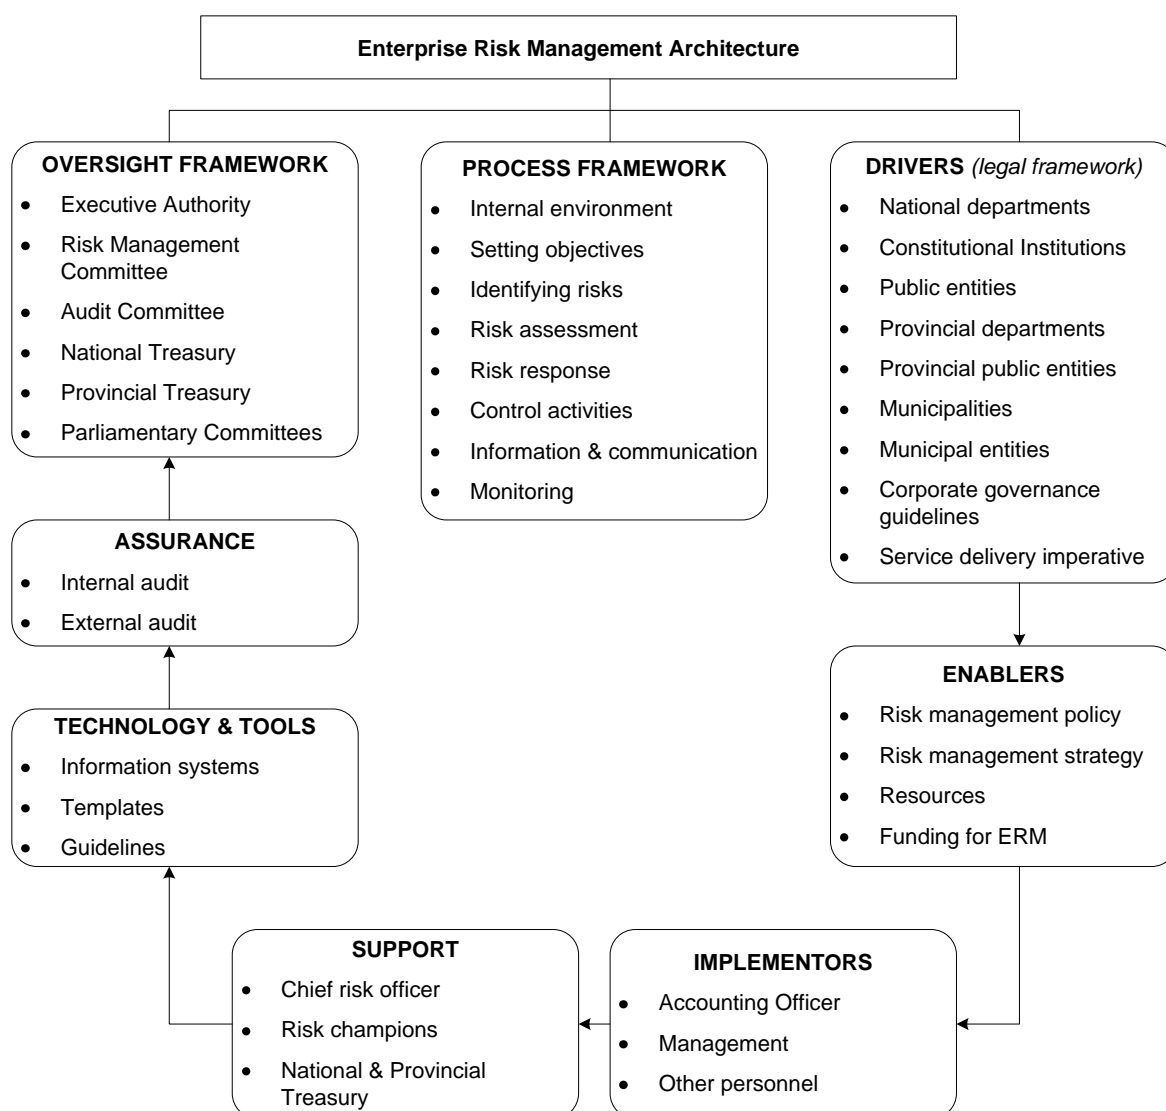 Enterprise Risk Management Architecture
OVERSIGHT FRAMEWORK
• Executive Authority
• Risk Management
Committee
• Audit Committee
• National Treasury
• Provincial Treasury
• Parliamentary Committees
PROCESS FRAMEWORK
• Internal environment
• Setting objectives
• Identifying risks
• Risk assessment
• Risk response
• Control activities
• Information & communication
• Monitoring
DRIVERS (legal framework)
• National departments
• Constitutional Institutions
• Public entities
• Provincial departments
• Provincial public entities
• Municipalities
• Municipal entities
• Corporate governance
guidelines
• Service delivery imperative
ASSURANCE
• Internal audit
• External audit
ENABLERS
• Risk management policy
• Risk management strategy
• Resources
• Funding for ERM
TECHNOLOGY & TOOLS
• Information systems
• Templates
• Guidelines
SUPPORT
• Chief risk officer
• Risk champions
• National & Provincial
Treasury
IMPLEMENTORS
• Accounting Officer
• Management
• Other personnel